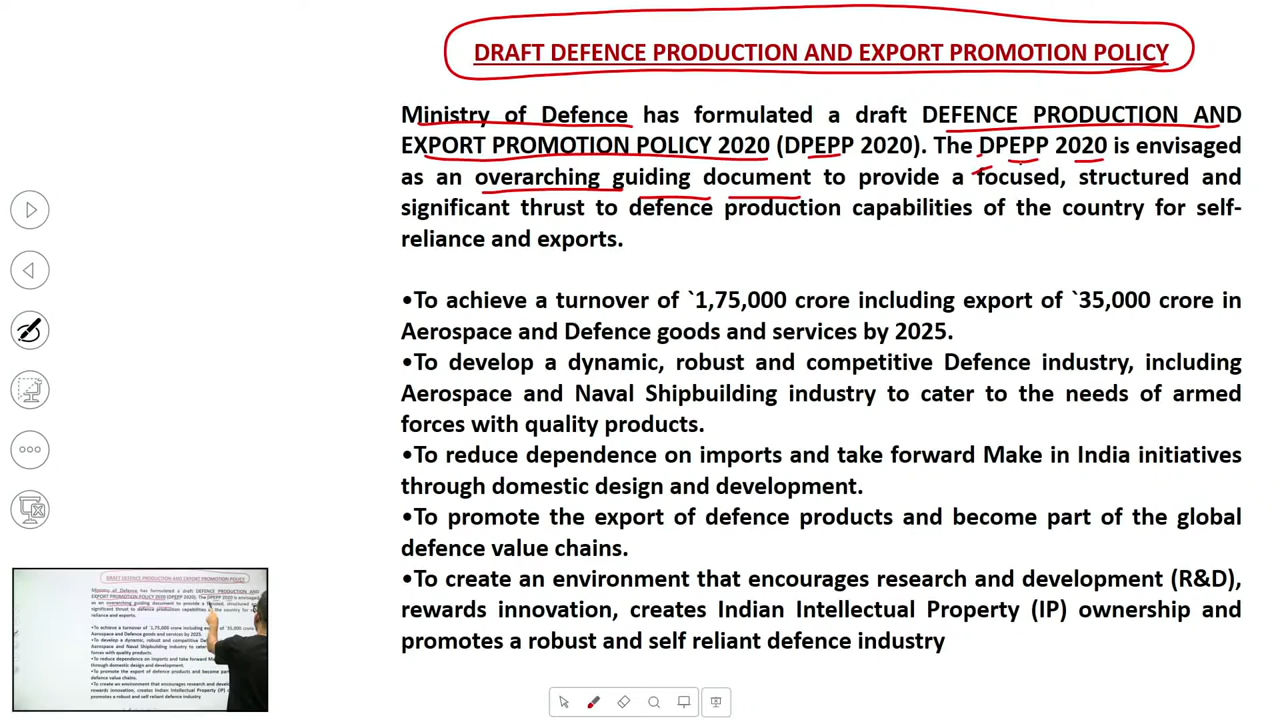 DRAFT DEFENCE PRODUCTION AND EXPORT PROMOTION POLICY
Ministry of Defence has formulated a draft DEFENCE PRODUCTION AND
EXPORT PROMOTION POLICY 2020 (DPEPP 2020). The DPEPP 2020 is envisaged
as an overarching guiding document to provide a focused, structured and
significant thrust to defence production capabilities of the country for self-
reliance and exports.
•To achieve a turnover of `1,75,000 crore including export of `35,000 crore in
Aerospace and Defence goods and services by 2025.
•To develop a dynamic, robust and competitive Defence industry, including
Aerospace and Naval Shipbuilding industry to cater to the needs of armed
forces with quality products.
•To reduce dependence on imports and take forward Make in India initiatives
through domestic design and development.
•To promote the export of defence products and become part of the global
defence value chains.
•To create an environment that encourages research and development (R&D),
rewards innovation, creates Indian Intellectual Property (IP) ownership and
promotes a robust and self reliant defence industry